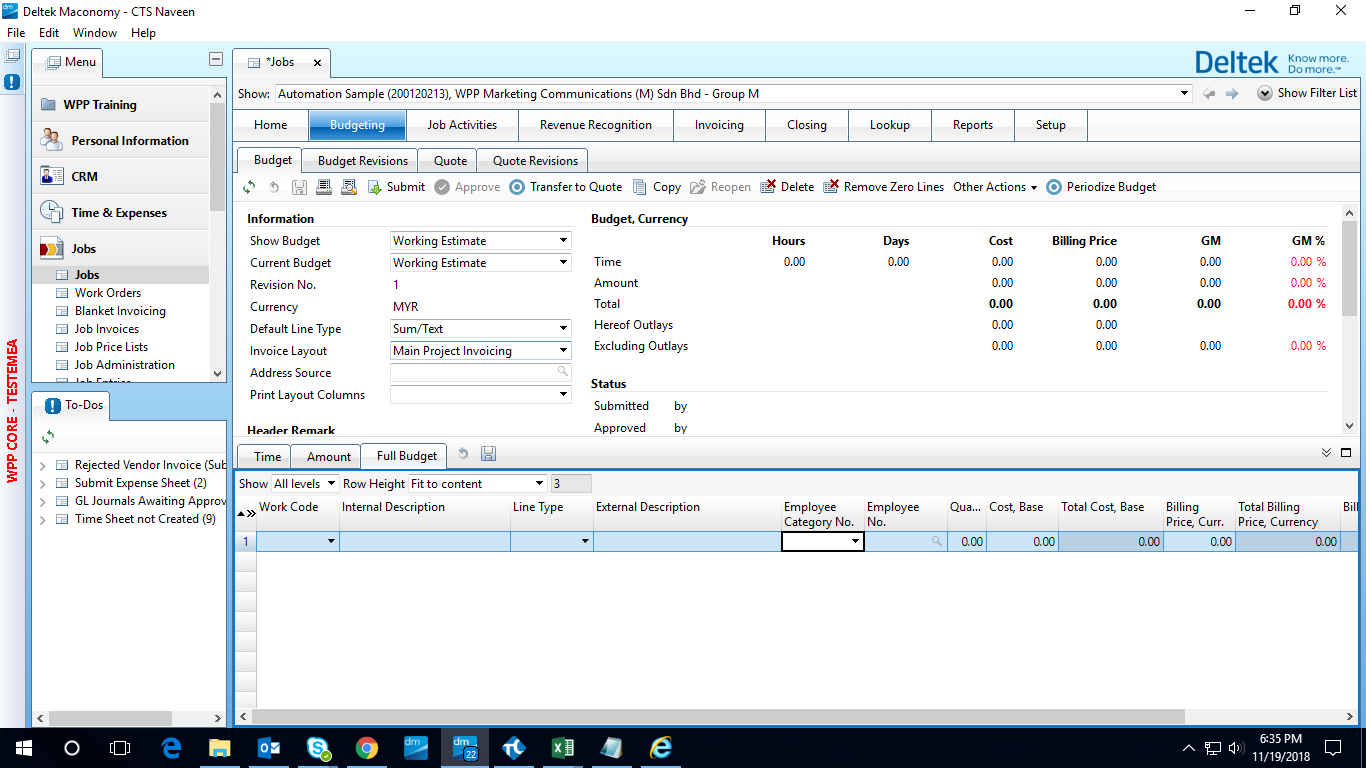 Deltek Maconomy - CTS Naveen
File Edit Window Help
Menu
WPP Training
Personal Information
CRM
Time & Expenses
Jobs
Jobs
Work Orders
Blanket Invoicing
Job Invoices
Job Price Lists
Job Administration
Job Entries
WPP CORE - TESTEMEA
To-Dos
Rejected Vendor Invoice (Sub
Submit Expense Sheet (2)
GL Journals Awaiting Approv
Time Sheet not Created (9)
*Jobs
Deltek Know more.
Do more.™
Show: Automation Sample (200120213), WPP Marketing Communications (M) Sdn Bhd - Group M
Show Filter List
Home Budgeting Job Activities Revenue Recognition Invoicing Closing Lookup Reports Setup
Budget Budget Revisions Quote Quote Revisions
Submit Approve Transfer to Quote Copy Reopen Delete Remove Zero Lines Other Actions Periodize Budget
Information
Show Budget Working Estimate
Current Budget Working Estimate
Revision No. 1
Currency MYR
Default Line Type Sum/Text
Invoice Layout Main Project Invoicing
Address Source
Print Layout Columns
Header Remark
Budget, Currency
Hours Days Cost Billing Price GM GM %
Time 0.00 0.00 0.00 0.00 0.00 0.00 %
Amount 0.00 0.00 0.00 0.00 %
Total 0.00 0.00 0.00 0.00 %
Hereof Outlays 0.00 0.00
Excluding Outlays 0.00 0.00 0.00 0.00 %
Status
Submitted by
Approved by
Time Amount Full Budget
Show All levels Row Height Fit to content 3
Work Code Internal Description Line Type External Description Employee Category No. Employee No. Qua... Cost, Base Total Cost, Base Billing Price, Curr. Total Billing Price, Currency Bill
1 0.00 0.00 0.00 0.00 0.00
dm 22
6:35 PM
11/19/2018